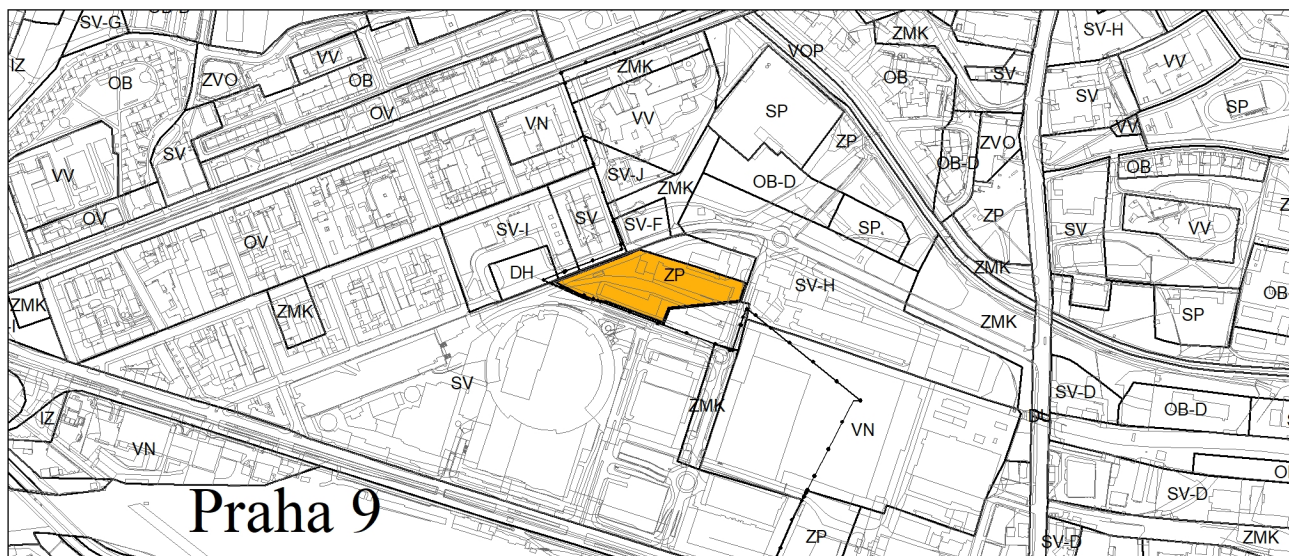 SV-G
OB-D
IZ
VV
ZMK
VOP
SV-H
OB
ZVO
OB
OB
SV
VV
OV
VN
VV
SP
SV
SP
VV
SV
ZP
ZVO
VV
OB-D
OB
SV-J
ZMK
OB-D
OV
SV
SV-F
SP
ZP
SV
VV
Z
OV
SV-I
ZP
ZMK
DH
SV-H
OB-
ZMK
ZMK
-I
ZMK
SP
SV
SV-D
ZMK
OB-D
IZ
VN
VN
S
SV-D
O
Praha 9
ZP
SV-D
ZMK